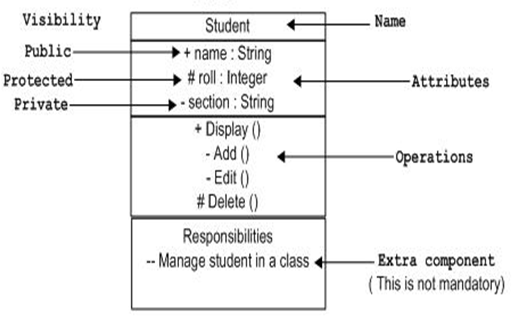 Visibility
Student
Name
Public
+ name : String
Protected
# roll : Integer
Attributes
Private
- section : String
+ Display ()
- Add ()
Operations
- Edit ()
# Delete ()
Responsibilities
-- Manage student in a class
Extra component
( This is not mandatory)